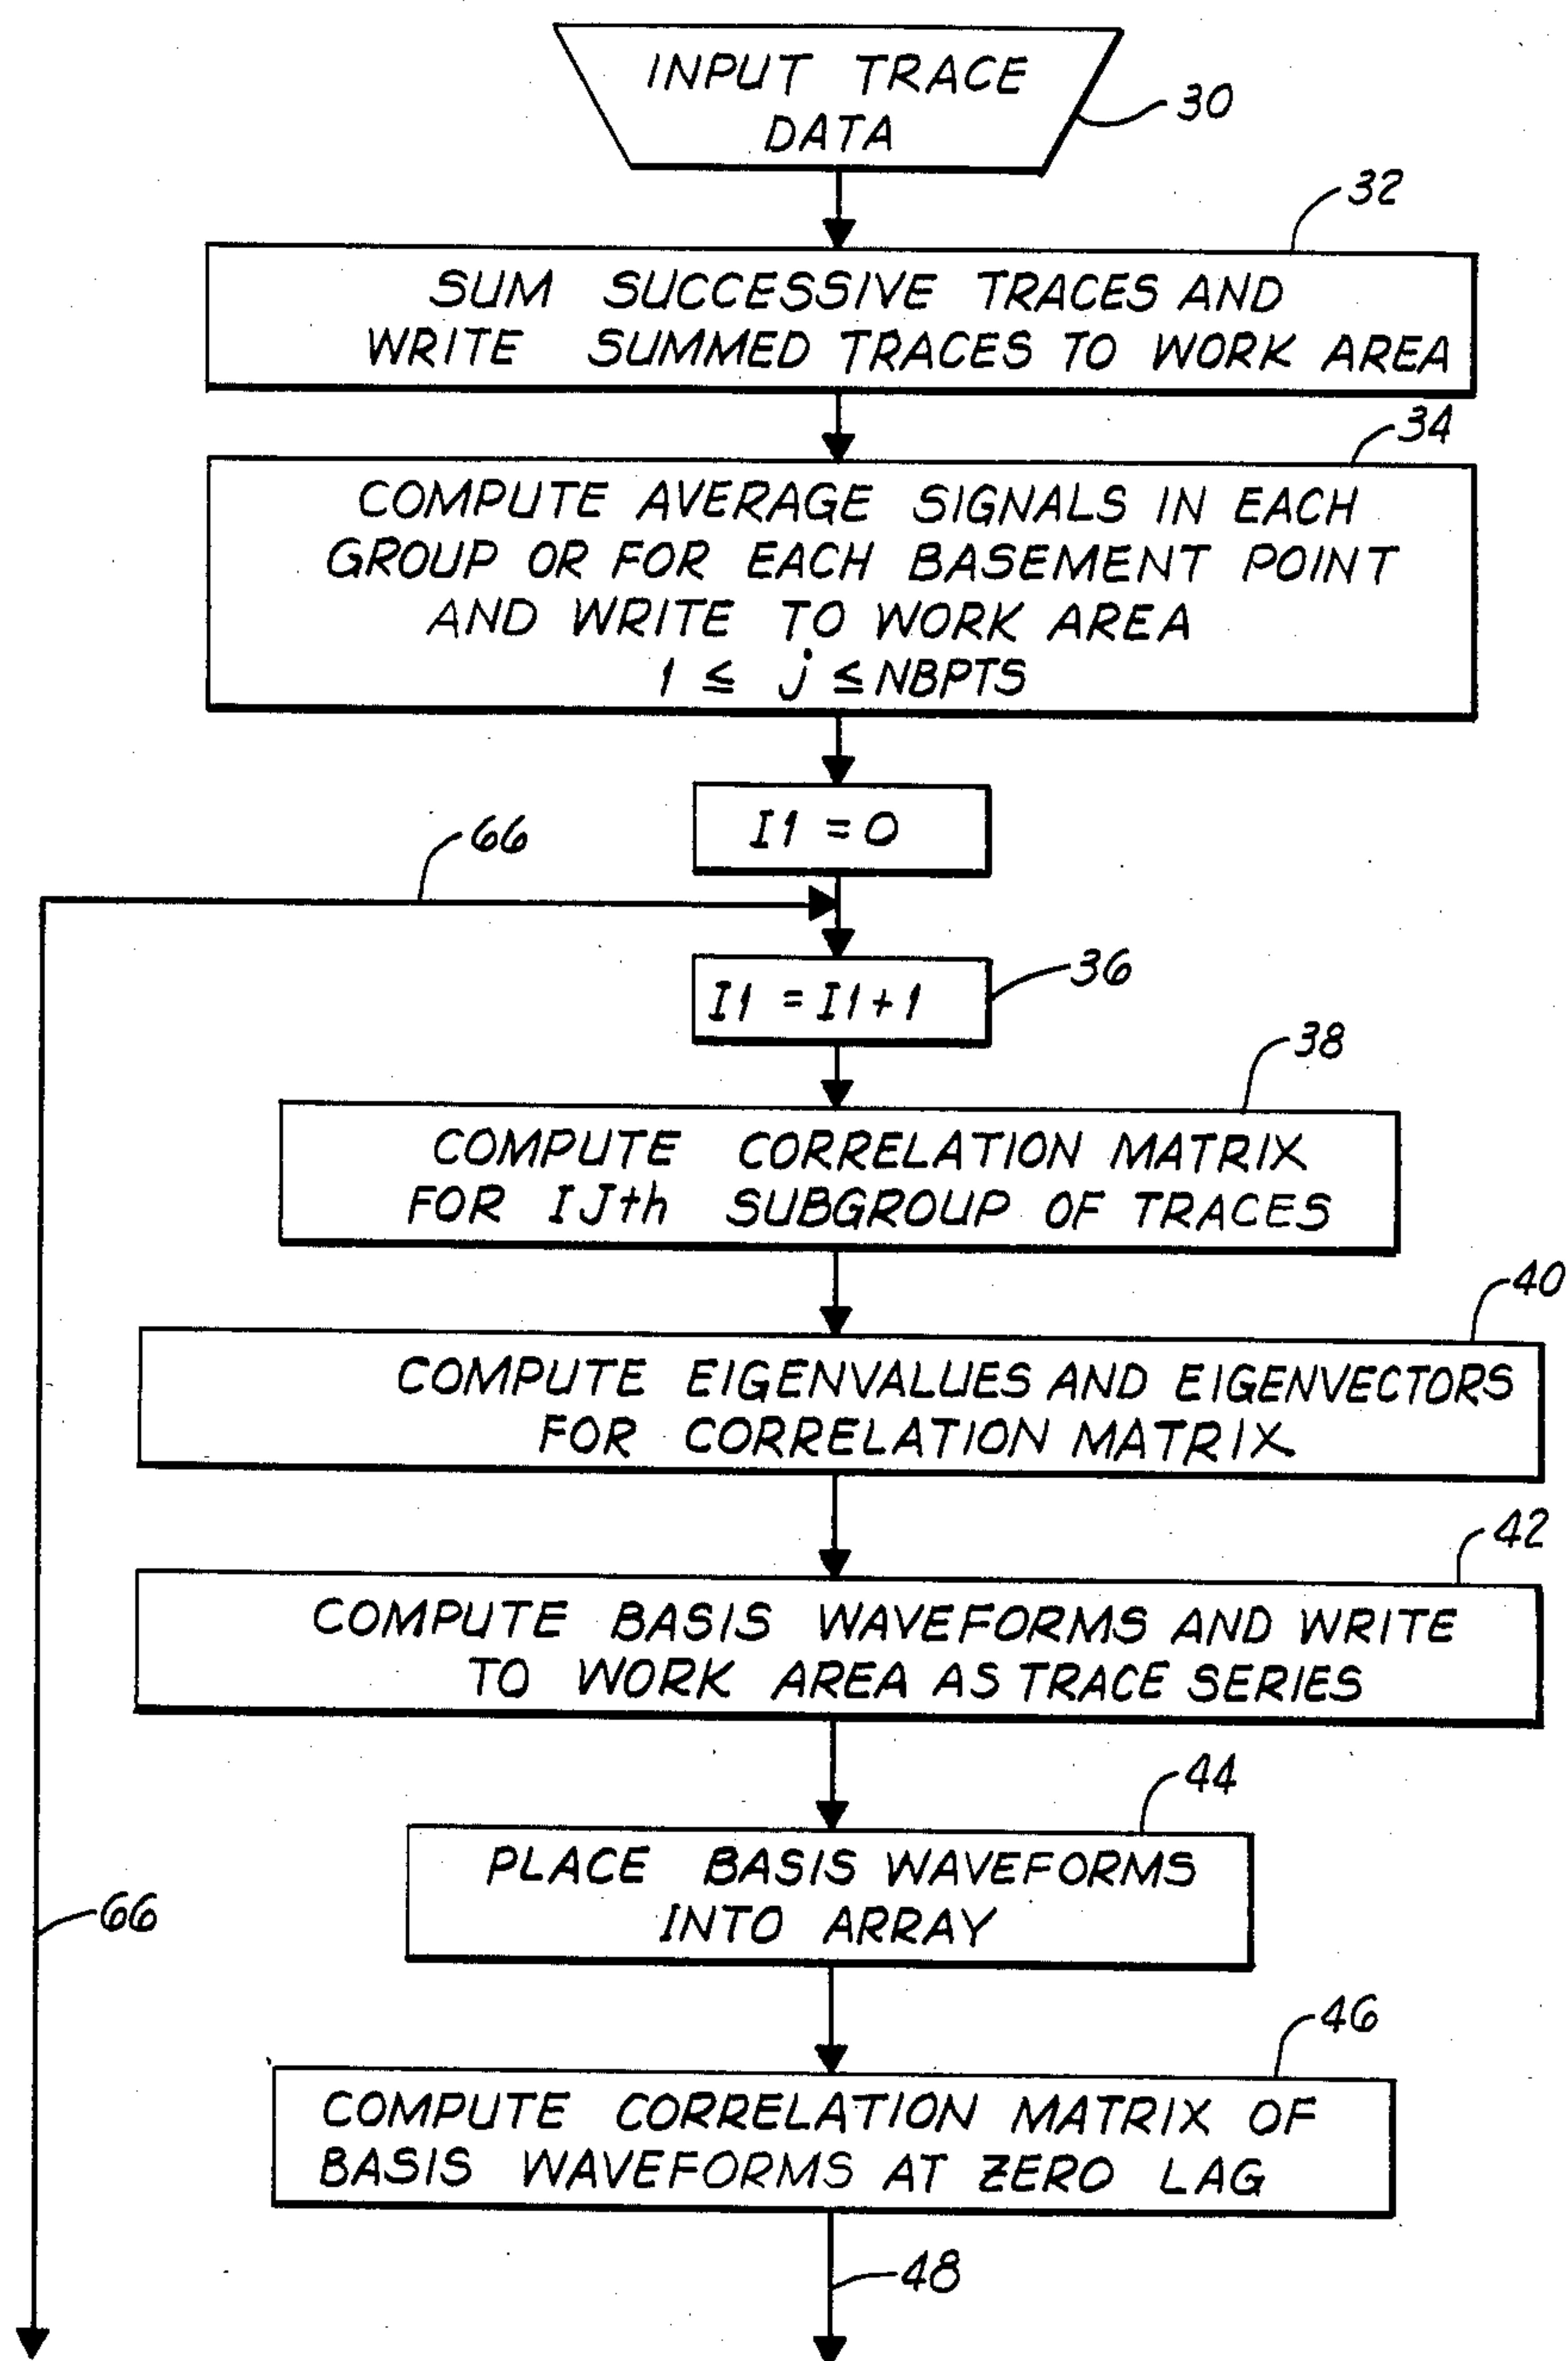 INPUT TRACE
DATA
30
32
SUM SUCCESSIVE TRACES AND
WRITE SUMMED TRACES TO WORK AREA
34
COMPUTE AVERAGE SIGNALS IN EACH
GROUP OR FOR EACH BASEMENT POINT
AND WRITE TO WORK AREA
1 ≦ j ≦ NBPTS
I1 = 0
66
I1 = I1 + 1
36
38
COMPUTE CORRELATION MATRIX
FOR IJth SUBGROUP OF TRACES
40
COMPUTE EIGENVALUES AND EIGENVECTORS
FOR CORRELATION MATRIX
42
COMPUTE BASIS WAVEFORMS AND WRITE
TO WORK AREA AS TRACE SERIES
44
PLACE BASIS WAVEFORMS
INTO ARRAY
66
46
COMPUTE CORRELATION MATRIX OF
BASIS WAVEFORMS AT ZERO LAG
48